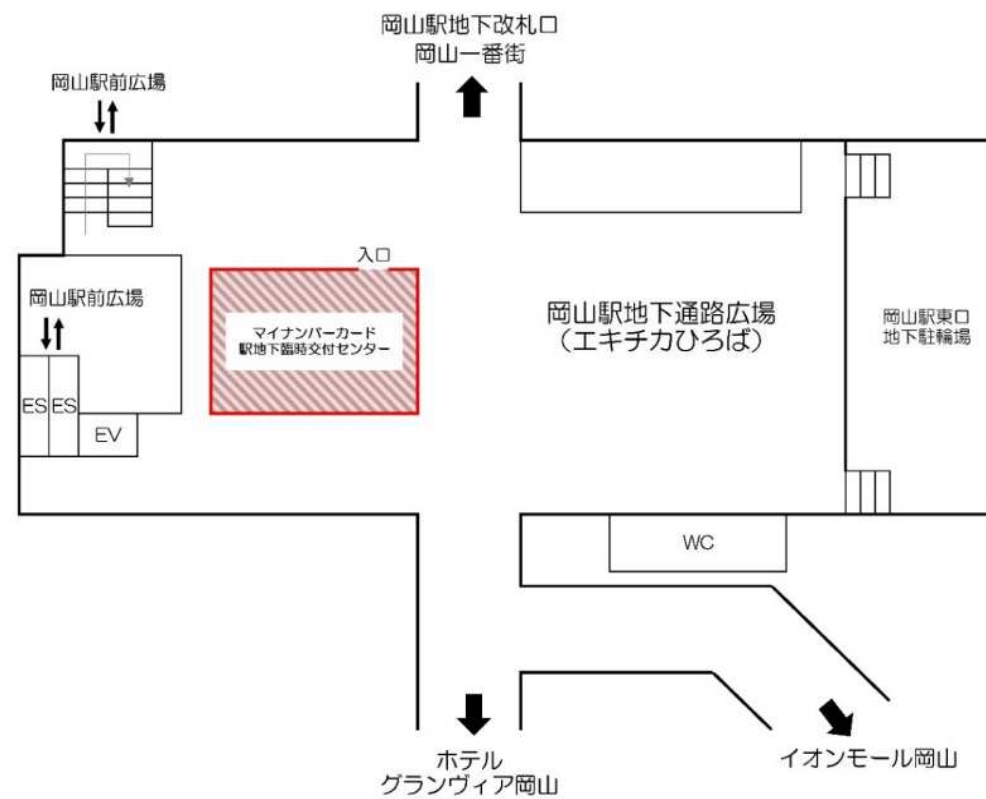 岡山駅地下改札口
岡山一番街
岡山駅前広場
入口
岡山駅前広場
マイナンバーカード
駅地下臨時交付センター
岡山駅地下通路広場
(エキチカひろば)
岡山駅東口
地下駐輪場
ES
ES
EV
WC
ホテル
グランヴィア岡山
イオンモール岡山